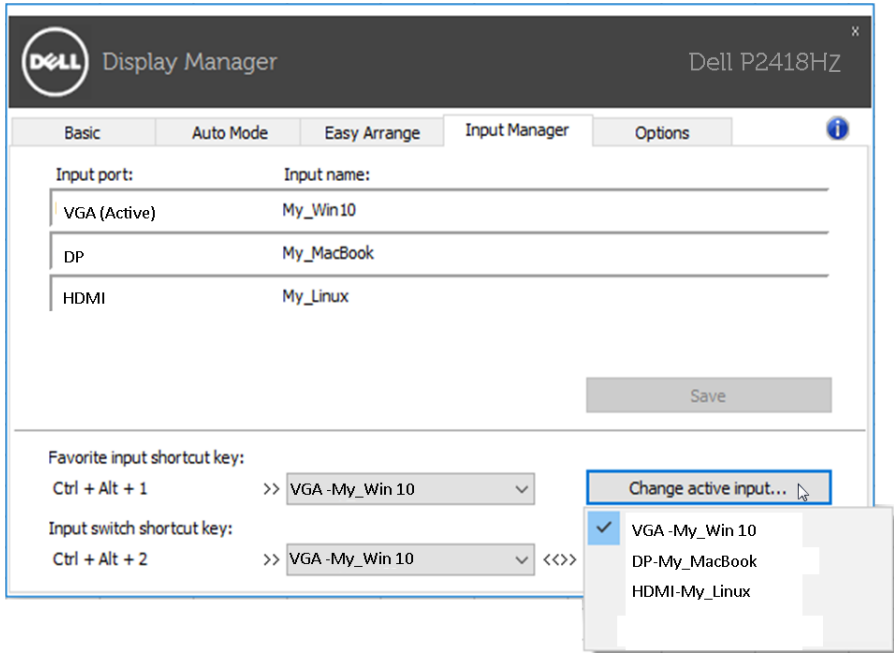 x
DELL Display Manager Dell P2418HZ
Basic Auto Mode Easy Arrange Input Manager Options i
Input port: Input name:
VGA (Active) My_Win10
DP My_MacBook
HDMI My_Linux
Save
Favorite input shortcut key:
Ctrl + Alt + 1 >> VGA -My_Win 10 Change active input...
Input switch shortcut key:
Ctrl + Alt + 2 >> VGA -My_Win 10 <<>>
VGA -My_Win 10
DP-My_MacBook
HDMI-My_Linux